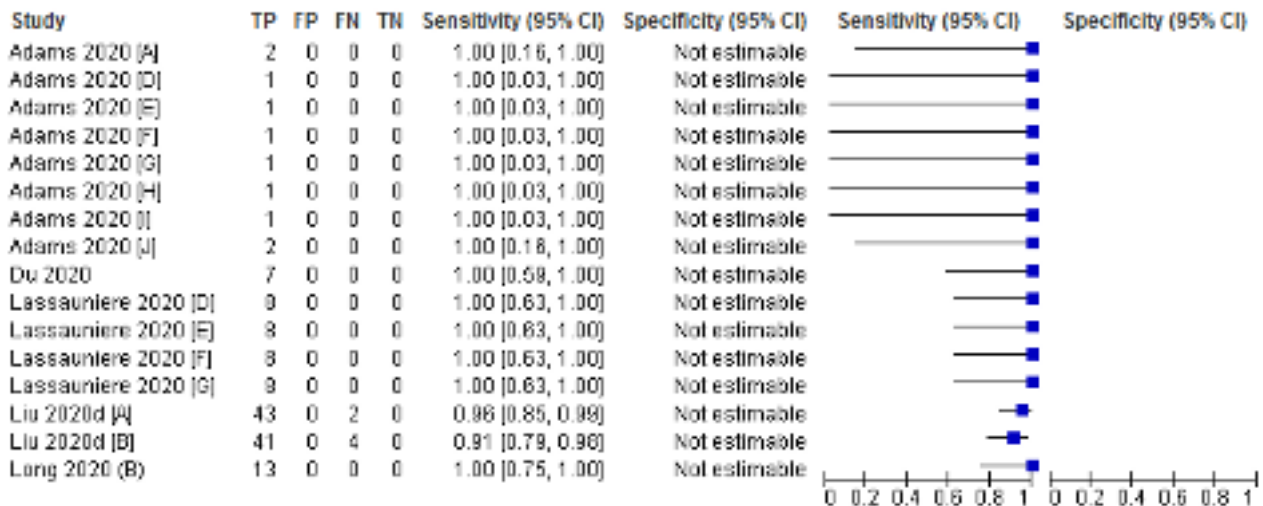 Study TP FP FN TN Sensitivity (95% CI) Specificity (95% CI) Sensitivity (95% CI) Specificity (95% CI)
Adams 2020 [A] 2 0 0 0 1.00 [0.16, 1.00] Not estimable
Adams 2020 [D] 1 0 0 0 1.00 [0.03, 1.00] Not estimable
Adams 2020 [E] 1 0 0 0 1.00 [0.03, 1.00] Not estimable
Adams 2020 [F] 1 0 0 0 1.00 [0.03, 1.00] Not estimable
Adams 2020 [G] 1 0 0 0 1.00 [0.03, 1.00] Not estimable
Adams 2020 [H] 1 0 0 0 1.00 [0.03, 1.00] Not estimable
Adams 2020 [I] 1 0 0 0 1.00 [0.03, 1.00] Not estimable
Adams 2020 [J] 2 0 0 0 1.00 [0.16, 1.00] Not estimable
Du 2020 7 0 0 0 1.00 [0.59, 1.00] Not estimable
Lassauniere 2020 [D] 8 0 0 0 1.00 [0.63, 1.00] Not estimable
Lassauniere 2020 [E] 8 0 0 0 1.00 [0.63, 1.00] Not estimable
Lassauniere 2020 [F] 8 0 0 0 1.00 [0.63, 1.00] Not estimable
Lassauniere 2020 [G] 8 0 0 0 1.00 [0.63, 1.00] Not estimable
Liu 2020d [A] 43 0 2 0 0.96 [0.85, 0.99] Not estimable
Liu 2020d [B] 41 0 4 0 0.91 [0.79, 0.98] Not estimable
Long 2020 (B) 13 0 0 0 1.00 [0.75, 1.00] Not estimable
0 0.2 0.4 0.6 0.8 1 0 0.2 0.4 0.6 0.8 1